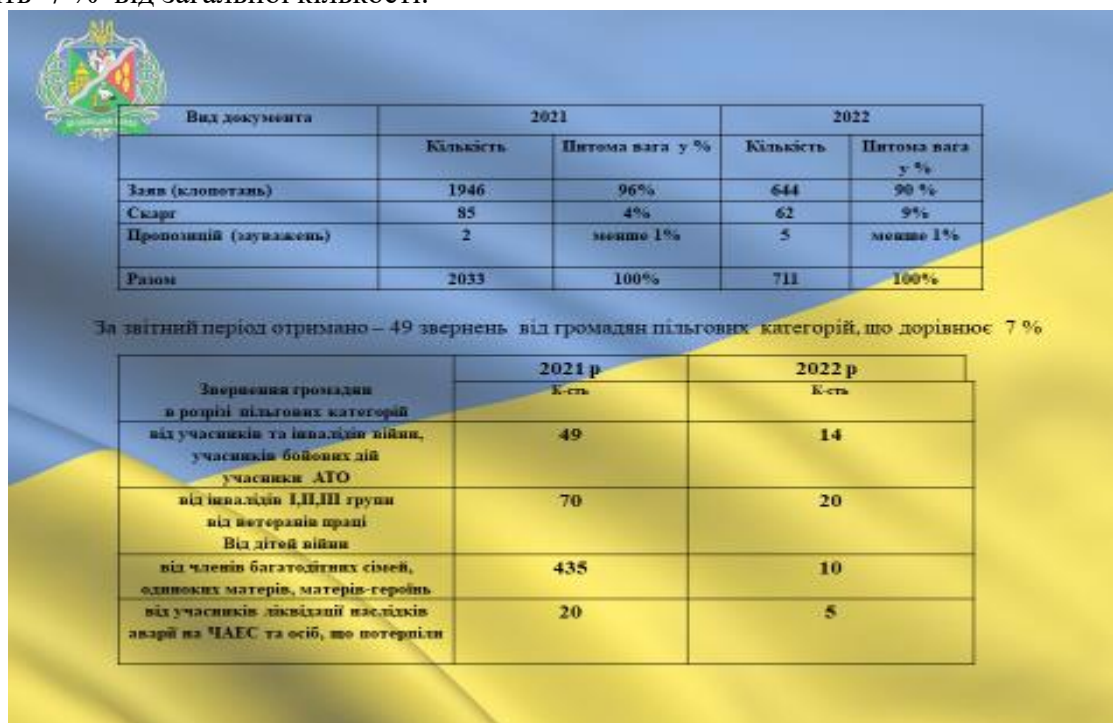 7 % від загальної кількості.
Вид документа 2021 2022
Кількість Питома вага у % Кількість Питома вага
у %
Заяв (клопотань) 1946 96% 644 90 %
Скарг 85 4% 62 9%
Пропозицій (зауважень) 2 менше 1% 5 менше 1%
Разом 2033 100% 711 100%
За звітний період отримано – 49 звернень від громадян пільгових категорій, що дорівнює 7 %
2021 р 2022 р
Звернення громадян К-сть К-сть
в розрізі пільгових категорій
від учасників та інвалідів війни, 49 14
учасників бойових дій
учасники АТО
від інвалідів І,ІІ,ІІІ групи 70 20
від ветеранів праці
Від дітей війни
від членів багатодітних сімей, 435 10
одиноких матерів, матерів-героїнь
від учасників ліквідації наслідків 20 5
аварії на ЧАЕС та осіб, що потерпіли